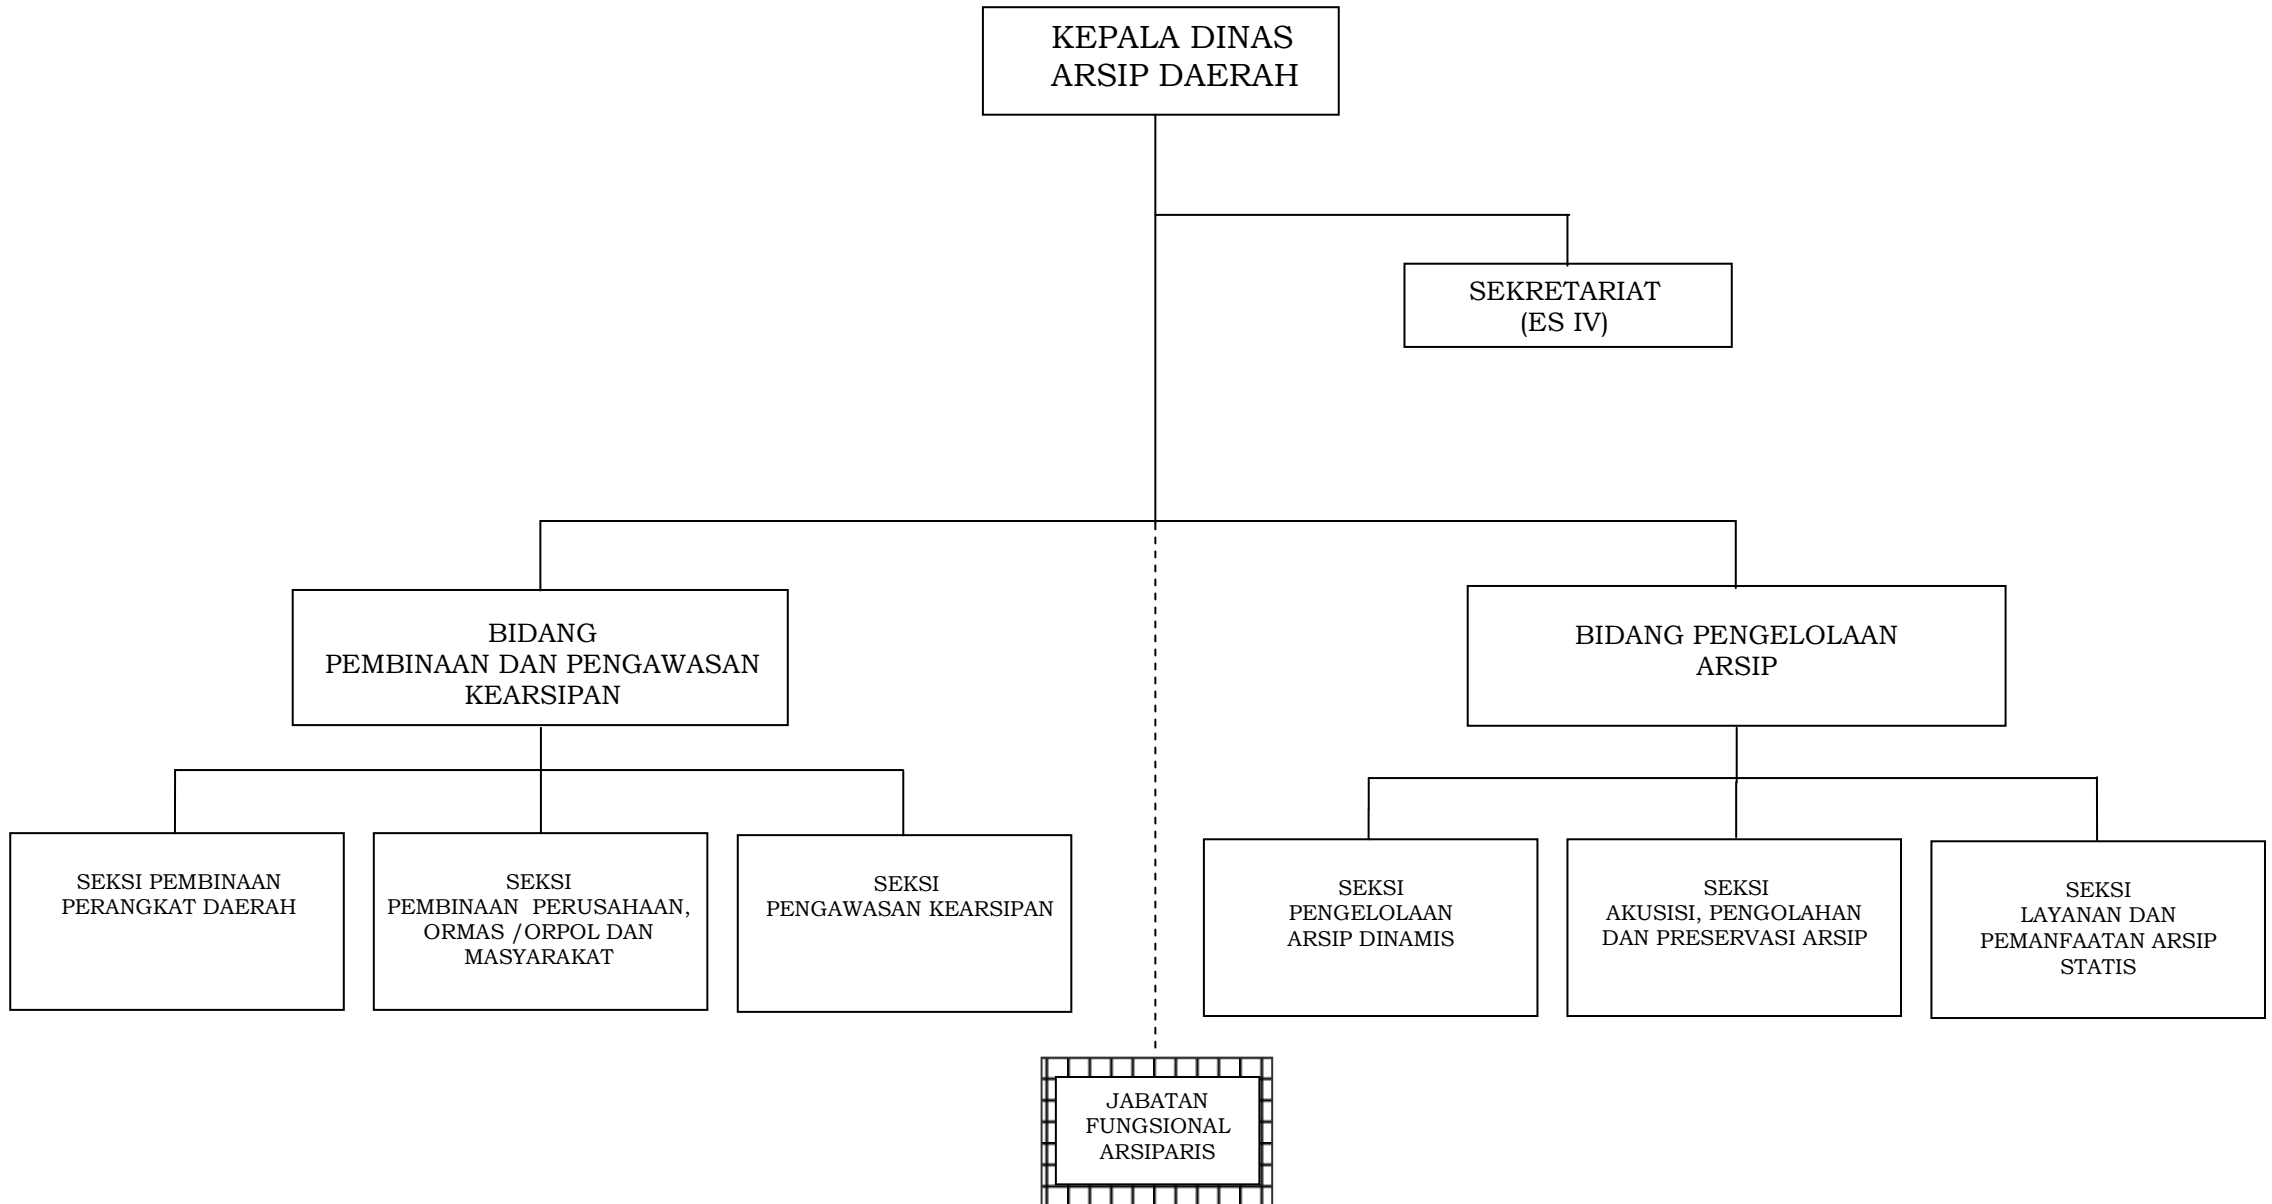 KEPALA DINAS
ARSIP DAERAH
SEKRETARIAT
(ES IV)
BIDANG
PEMBINAAN DAN PENGAWASAN
KEARSIPAN
BIDANG PENGELOLAAN
ARSIP
SEKSI PEMBINAAN
PERANGKAT DAERAH
SEKSI
PEMBINAAN PERUSAHAAN,
ORMAS /ORPOL DAN
MASYARAKAT
SEKSI
PENGAWASAN KEARSIPAN
SEKSI
PENGELOLAAN
ARSIP DINAMIS
SEKSI
AKUSISI, PENGOLAHAN
DAN PRESERVASI ARSIP
SEKSI
LAYANAN DAN
PEMANFAATAN ARSIP
STATIS
JABATAN
FUNGSIONAL
ARSIPARIS